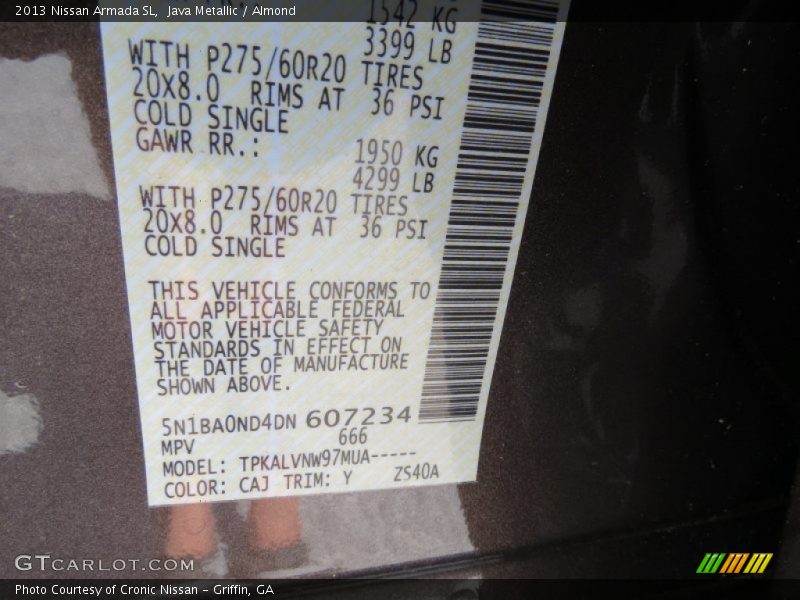 2013 Nissan Armada SL,  Java Metallic / Almond
1542 KG
3399 LB
WITH P275/60R20 TIRES
20X8.0 RIMS AT 36 PSI
COLD SINGLE
GAWR RR.:
1950 KG
4299 LB
WITH P275/60R20 TIRES
20X8.0 RIMS AT 36 PSI
COLD SINGLE
THIS VEHICLE CONFORMS TO
ALL APPLICABLE FEDERAL
MOTOR VEHICLE SAFETY
STANDARDS IN EFFECT ON
THE DATE OF MANUFACTURE
SHOWN ABOVE.
5N1BA0ND4DN 607234
MPV 666
MODEL: TPKALVNW97MUA-----
COLOR: CAJ TRIM: Y ZS40A
GTCARLOT.COM
Photo Courtesy of Cronic Nissan – Griffin, GA